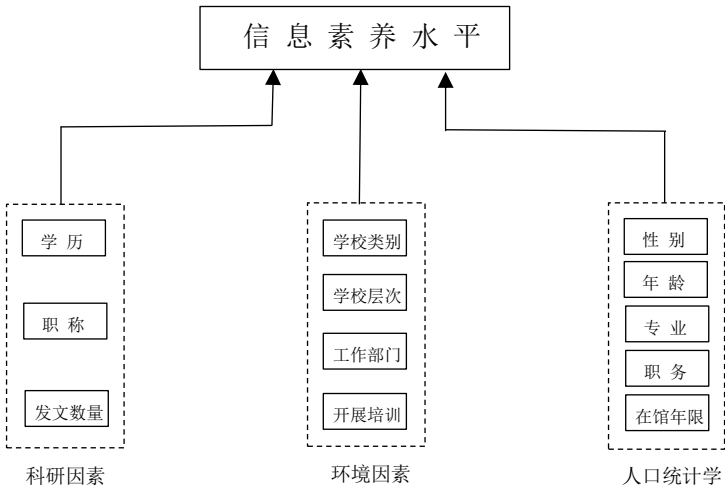 信息素养水平
学历
职称
发文数量
科研因素
学校类别
学校层次
工作部门
开展培训
环境因素
性别
年龄
专业
职务
在馆年限
人口统计学